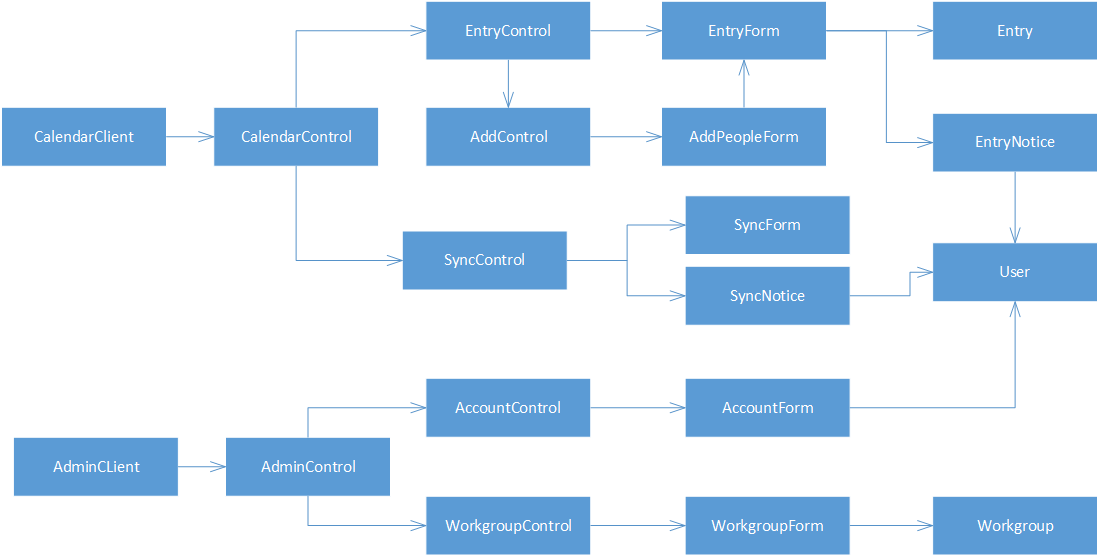 EntryControl
EntryForm
Entry
CalendarClient
CalendarControl
AddControl
AddPeopleForm
EntryNotice
SyncForm
SyncControl
User
SyncNotice
AccountControl
AccountForm
AdminCLient
AdminControl
WorkgroupControl
WorkgroupForm
Workgroup